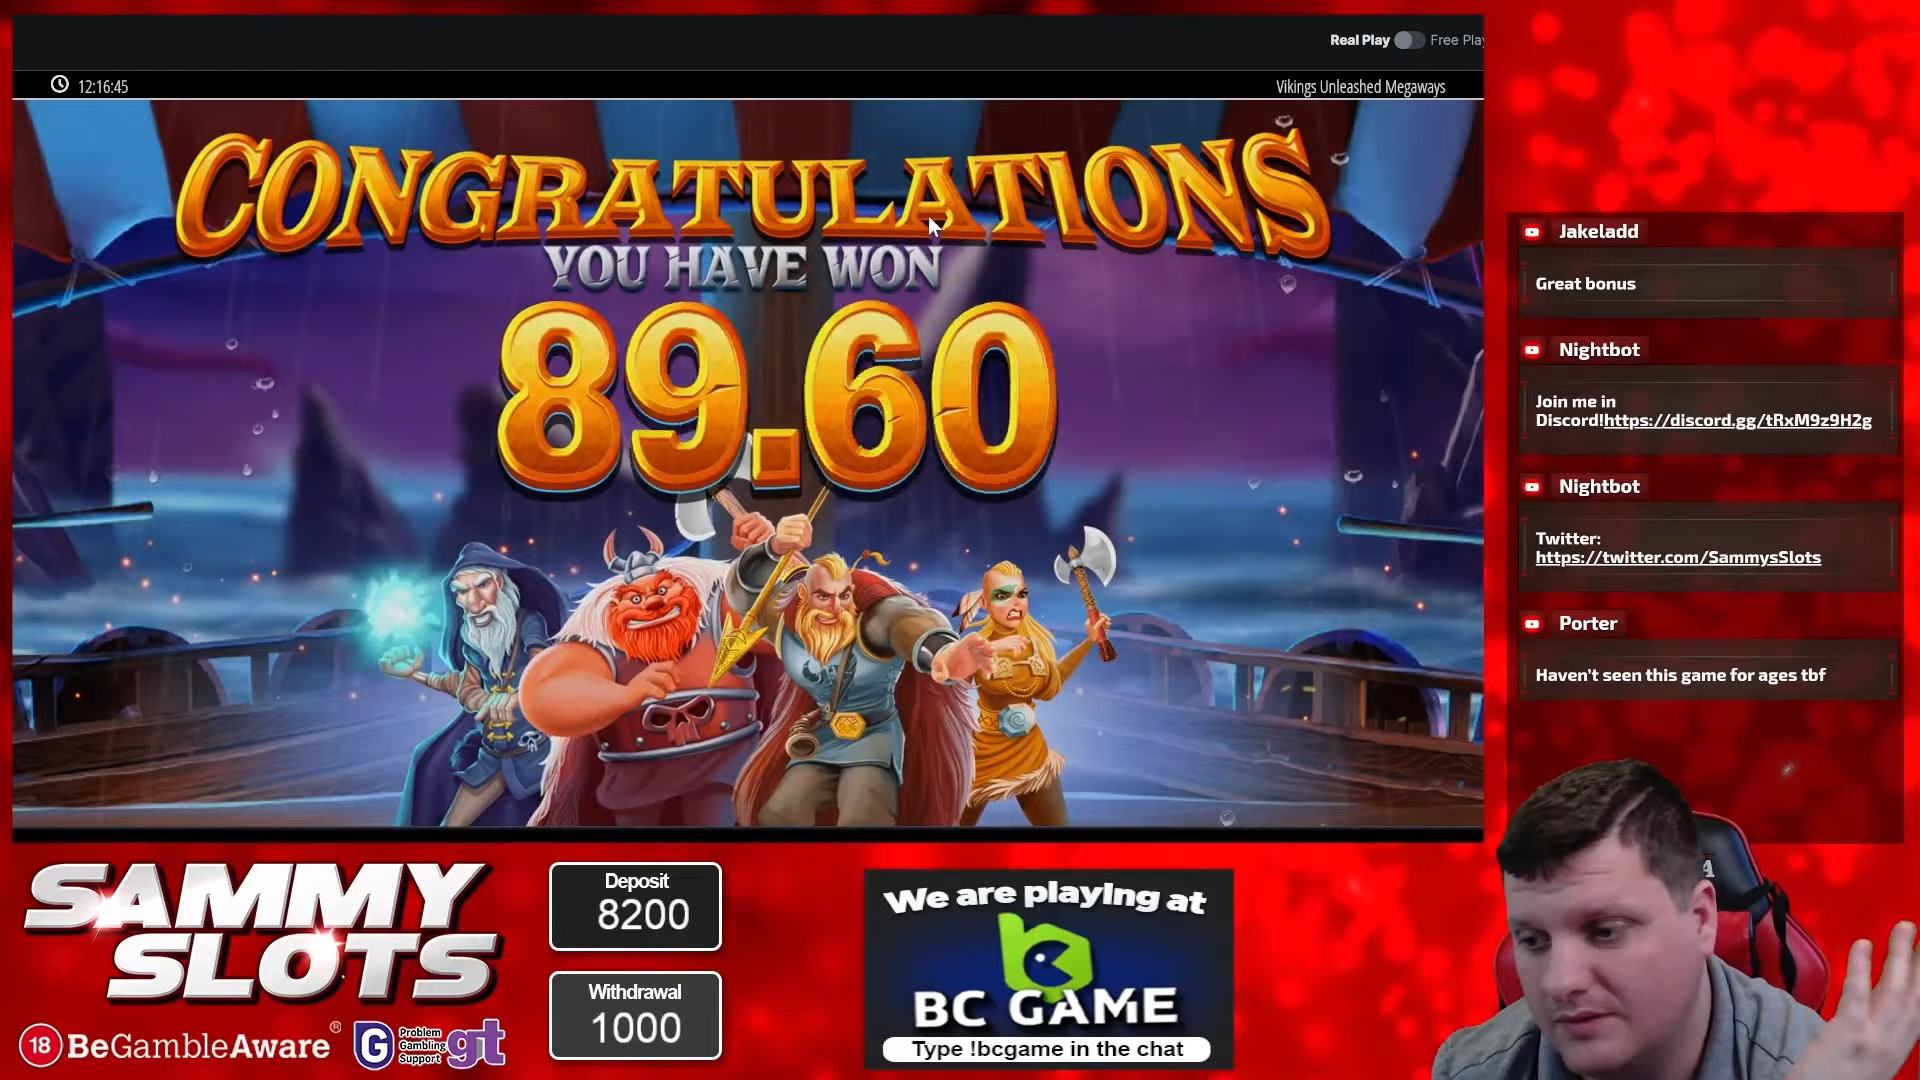 Real Play Free Play
12:16:45
Vikings Unleashed Megaways
CONGRATULATIONS
YOU HAVE WON
89.60
Jakeladd
Great bonus
Nightbot
Join me in
Discord!https://discord.gg/tRxM9z9H2g
Nightbot
Twitter:
https://twitter.com/SammysSlots
Porter
Haven't seen this game for ages tbf
SAMMY
SLOTS
Deposit
8200
Withdrawal
1000
We are playing at
BC GAME
Type !bcgame in the chat
18 BeGambleAware®
G Problem
Gambling
Support
gt